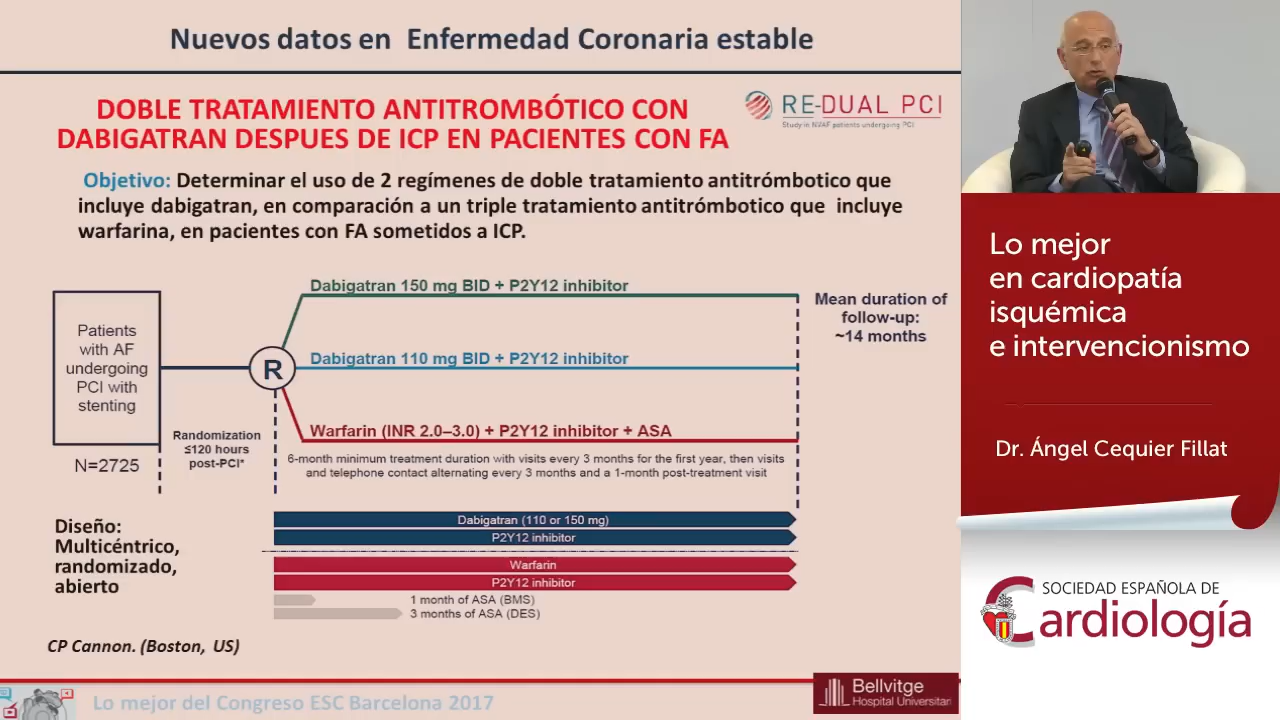 Nuevos datos en Enfermedad Coronaria estable
DOBLE TRATAMIENTO ANTITROMBÓTICO CON
DABIGATRAN DESPUES DE ICP EN PACIENTES CON FA
RE-DUAL PCI
Study in NVAF patients undergoing PCI
Objetivo: Determinar el uso de 2 regímenes de doble tratamiento antitrómbotico que
incluye dabigatran, en comparación a un triple tratamiento antitrómbotico que incluye
warfarina, en pacientes con FA sometidos a ICP.
Patients
with AF
undergoing
PCI with
stenting
N=2725
Randomization
≤120 hours
post-PCI*
R
Dabigatran 150 mg BID + P2Y12 inhibitor
Dabigatran 110 mg BID + P2Y12 inhibitor
Warfarin (INR 2.0–3.0) + P2Y12 inhibitor + ASA
6-month minimum treatment duration with visits every 3 months for the first year, then visits
and telephone contact alternating every 3 months and a 1-month post-treatment visit
Mean duration of
follow-up:
~14 months
Diseño:
Multicéntrico,
randomizado,
abierto
Dabigatran (110 or 150 mg)
P2Y12 inhibitor
Warfarin
P2Y12 inhibitor
1 month of ASA (BMS)
3 months of ASA (DES)
CP Cannon. (Boston, US)
Lo mejor del Congreso ESC Barcelona 2017
Bellvitge
Hospital Universitari
Lo mejor
en cardiopatía
isquémica
e intervencionismo
Dr. Ángel Cequier Fillat
SOCIEDAD ESPAÑOLA DE
Cardiología